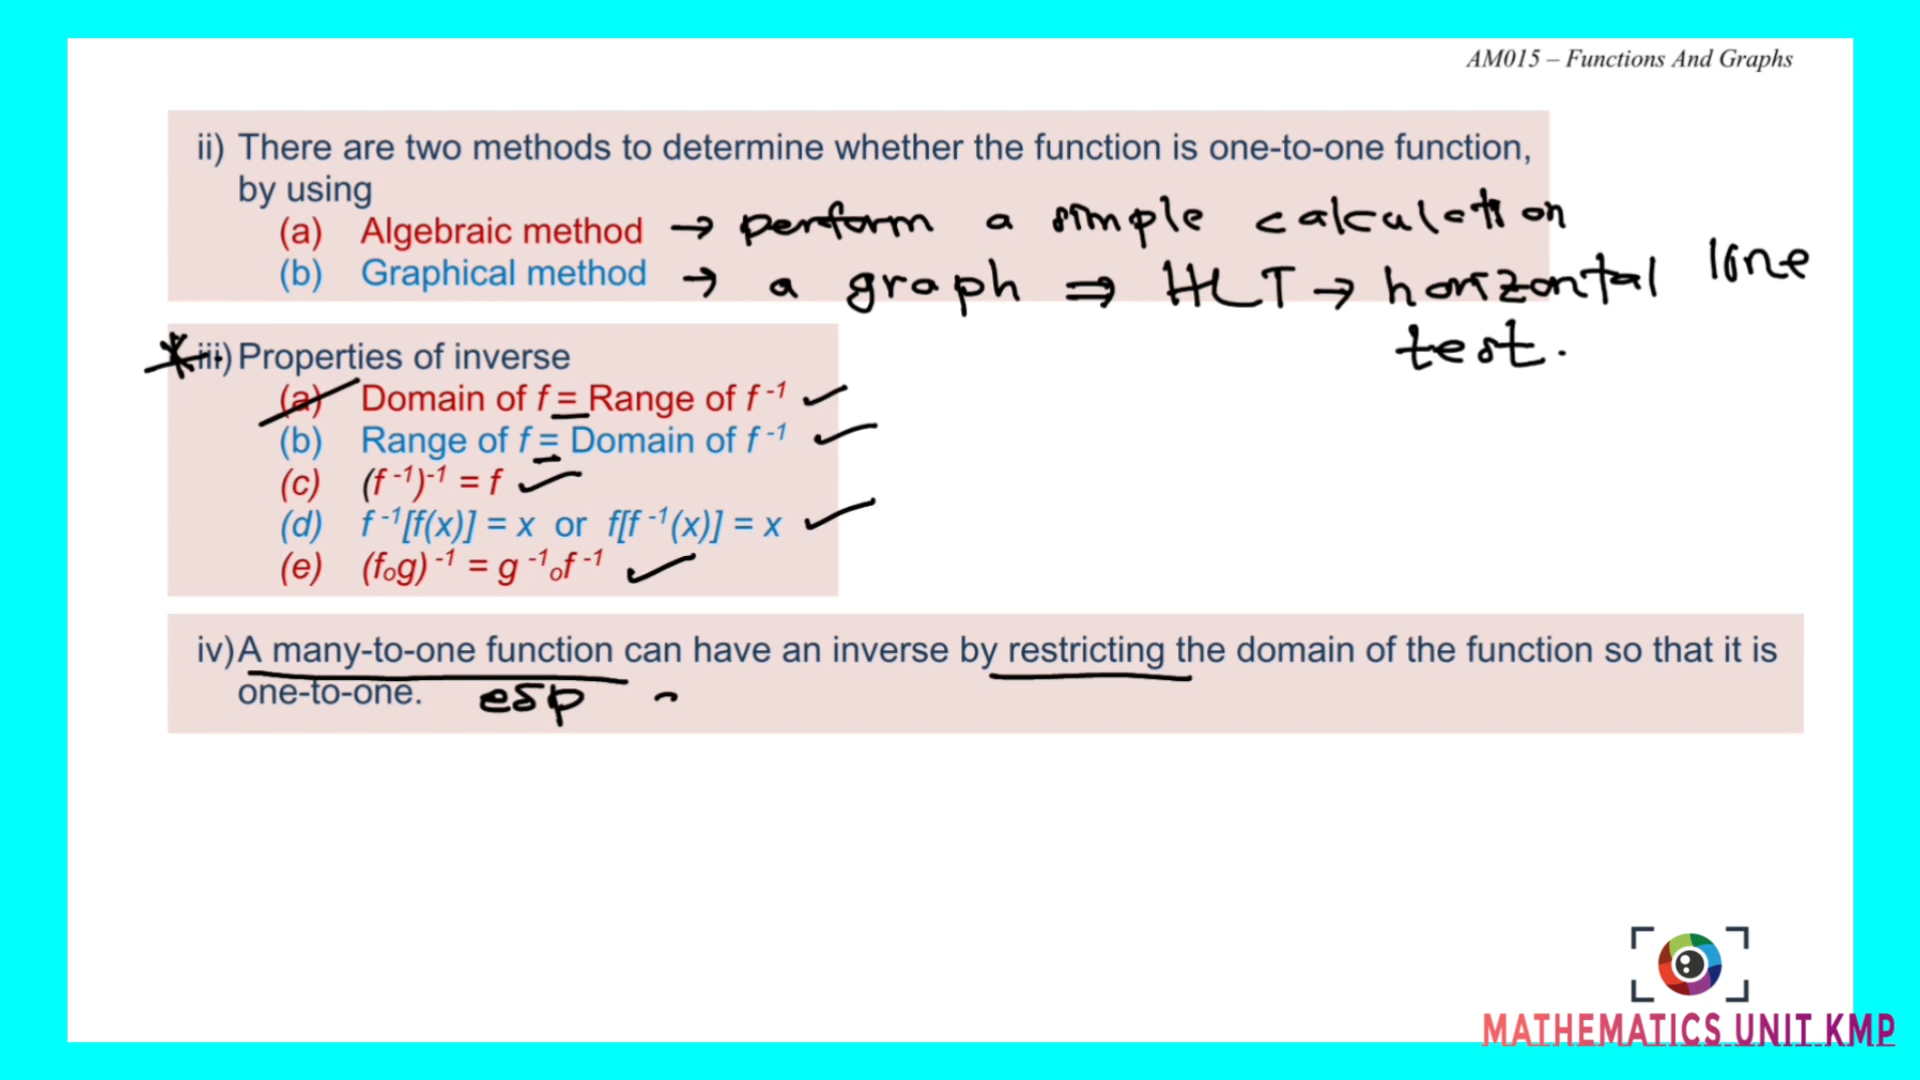 AM015 – Functions And Graphs
ii) There are two methods to determine whether the function is one-to-one function,
by using
(a) Algebraic method → perform a simple calculation
(b) Graphical method → a graph ⇒ HLT → horizontal line
test.
* iii) Properties of inverse
(a) Domain of f = Range of f⁻¹ ✓
(b) Range of f = Domain of f⁻¹ ✓
(c) (f⁻¹)⁻¹ = f ✓
(d) f⁻¹[f(x)] = x or f[f⁻¹(x)] = x ✓
(e) (fₒg)⁻¹ = g⁻¹ₒf⁻¹ ✓
iv) A many-to-one function can have an inverse by restricting the domain of the function so that it is
one-to-one. esp
MATHEMATICS UNIT KMP